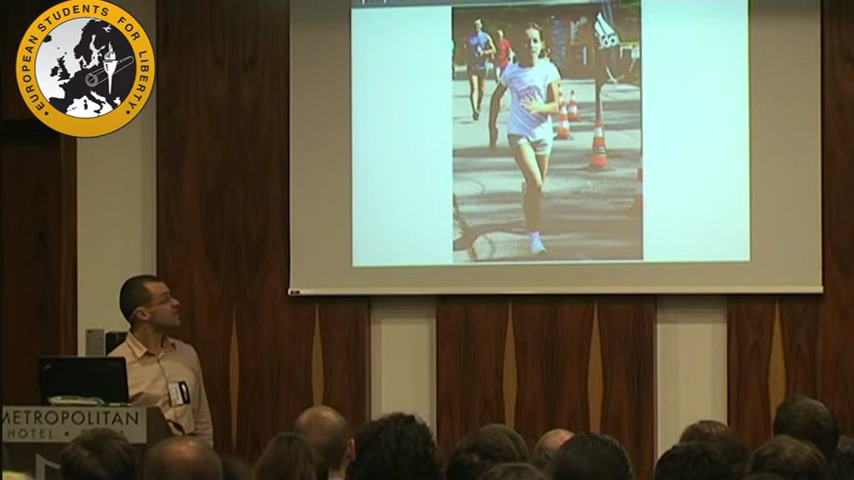 EUROPEAN STUDENTS FOR LIBERTY
METROPOLITAN
HOTEL